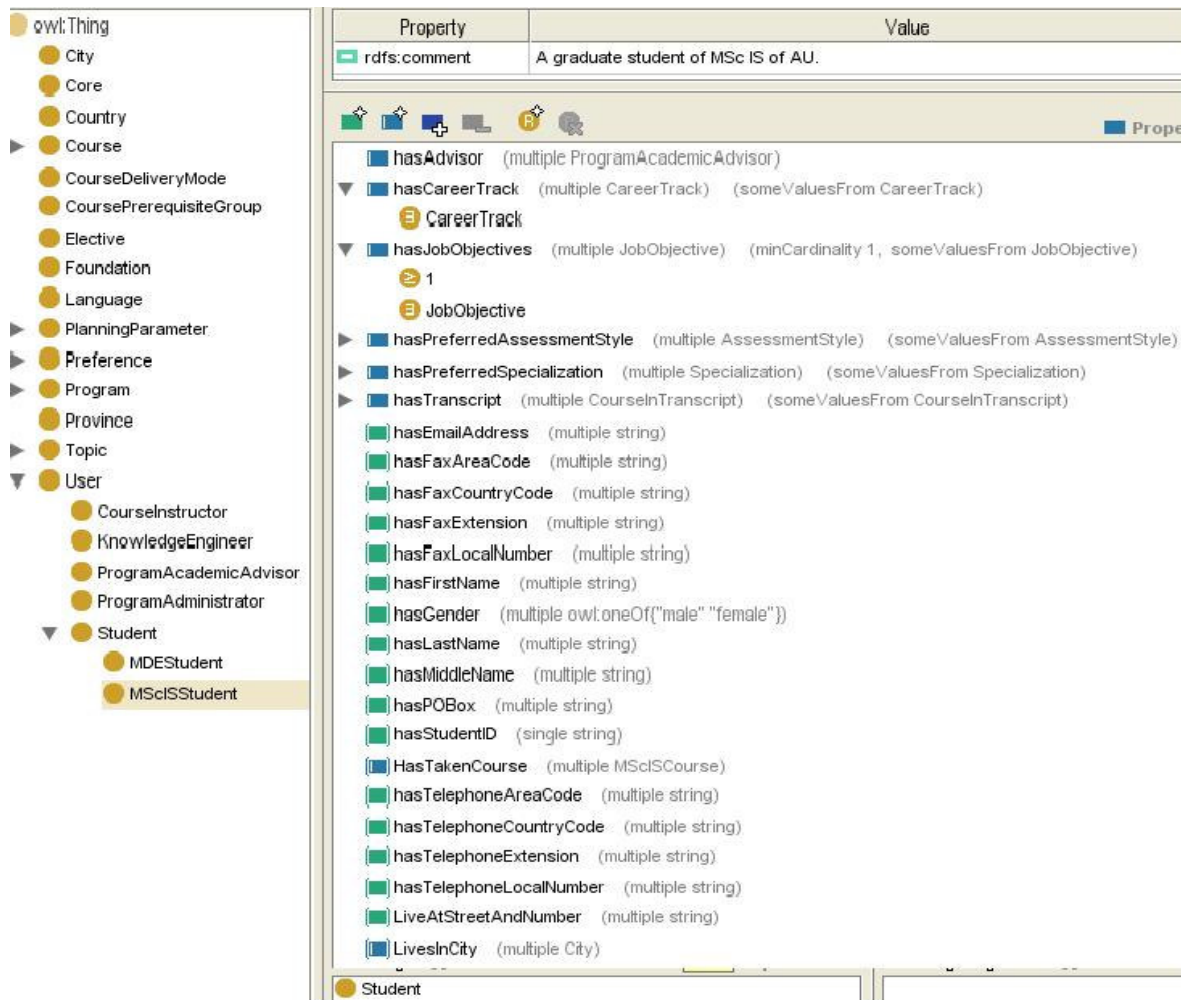 owl:Thing
City
Core
Country
Course
CourseDeliveryMode
CoursePrerequisiteGroup
Elective
Foundation
Language
PlanningParameter
Preference
Program
Province
Topic
User
CourseInstructor
KnowledgeEngineer
ProgramAcademicAdvisor
ProgramAdministrator
Student
MDEStudent
MScISStudent
Property Value
rdfs:comment A graduate student of MSc IS of AU.
hasAdvisor (multiple ProgramAcademicAdvisor)
hasCareerTrack (multiple CareerTrack) (someValuesFrom CareerTrack)
CareerTrack
hasJobObjectives (multiple JobObjective) (minCardinality 1, someValuesFrom JobObjective)
≥ 1
∃ JobObjective
hasPreferredAssessmentStyle (multiple AssessmentStyle) (someValuesFrom AssessmentStyle)
hasPreferredSpecialization (multiple Specialization) (someValuesFrom Specialization)
hasTranscript (multiple CourseInTranscript) (someValuesFrom CourseInTranscript)
hasEmailAddress (multiple string)
hasFaxAreaCode (multiple string)
hasFaxCountryCode (multiple string)
hasFaxExtension (multiple string)
hasFaxLocalNumber (multiple string)
hasFirstName (multiple string)
hasGender (multiple owl:oneOf{"male" "female"})
hasLastName (multiple string)
hasMiddleName (multiple string)
hasPOBox (multiple string)
hasStudentID (single string)
HasTakenCourse (multiple MScISCourse)
hasTelephoneAreaCode (multiple string)
hasTelephoneCountryCode (multiple string)
hasTelephoneExtension (multiple string)
hasTelephoneLocalNumber (multiple string)
LiveAtStreetAndNumber (multiple string)
LivesInCity (multiple City)
Student